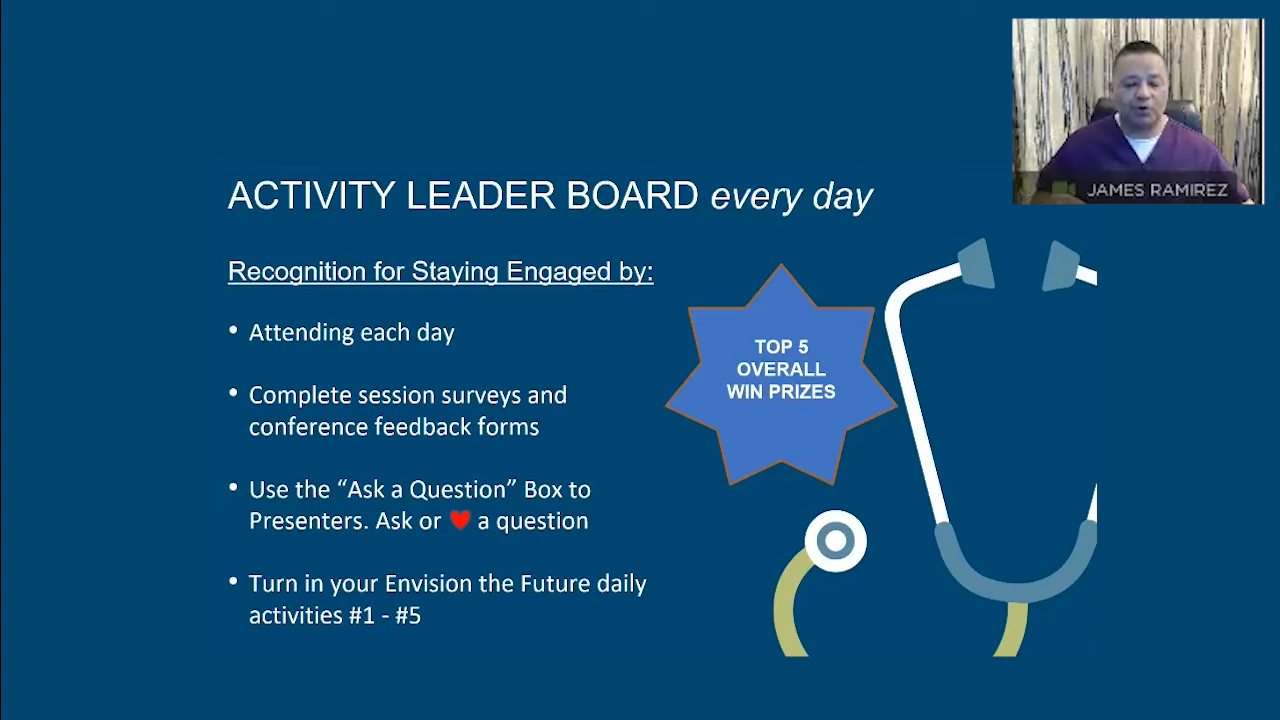 JAMES RAMIREZ
ACTIVITY LEADER BOARD every day
Recognition for Staying Engaged by:
• Attending each day
• Complete session surveys and
conference feedback forms
• Use the “Ask a Question” Box to
Presenters. Ask or ❤ a question
• Turn in your Envision the Future daily
activities #1 - #5
TOP 5
OVERALL
WIN PRIZES